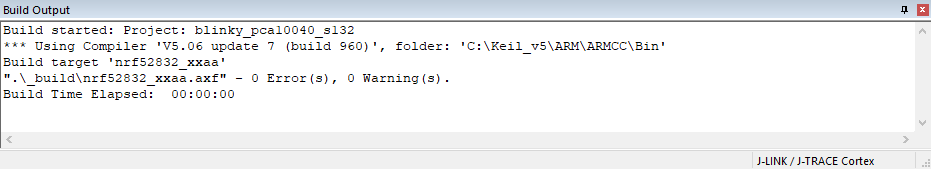 Build Output
Build started: Project: blinky_pca10040_s132
*** Using Compiler 'V5.06 update 7 (build 960)', folder: 'C:\Keil_v5\ARM\ARMCC\Bin'
Build target 'nrf52832_xxaa'
".\_build\nrf52832_xxaa.axf" - 0 Error(s), 0 Warning(s).
Build Time Elapsed:  00:00:00
J-LINK / J-TRACE Cortex